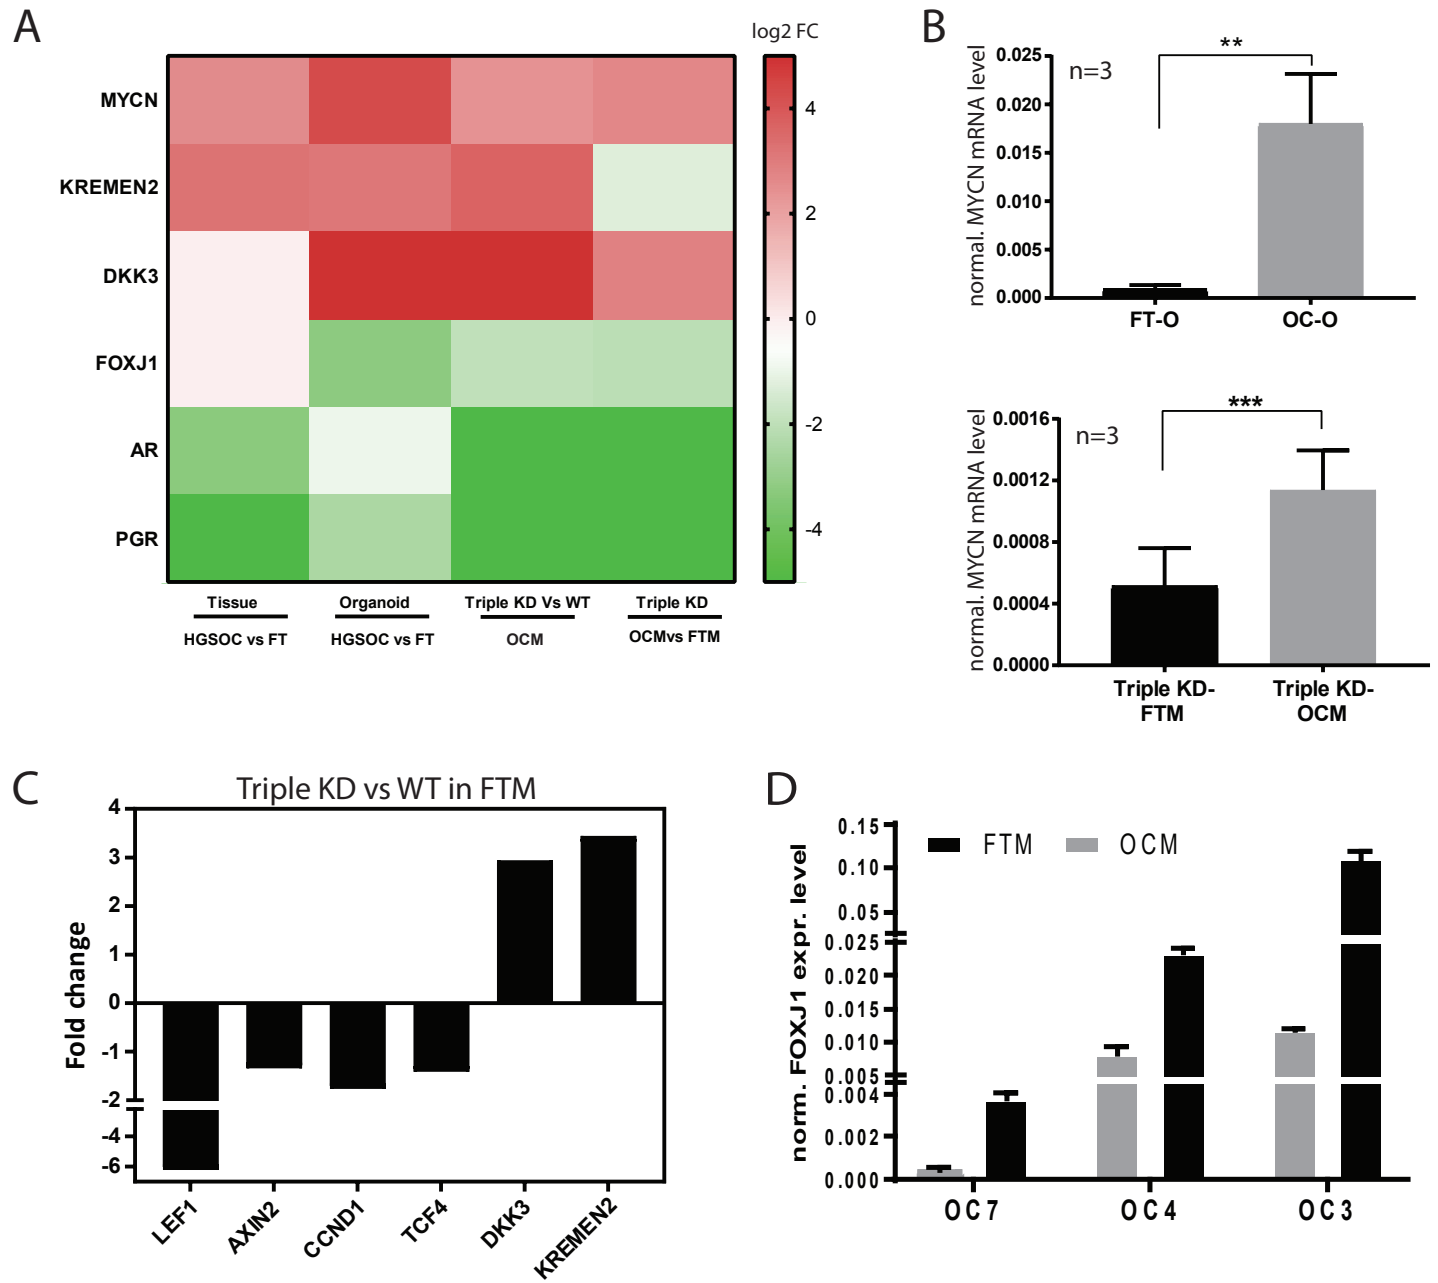 A
log2 FC
MYCN
KREMEN2
DKK3
FOXJ1
AR
PGR
4
2
0
-2
-4
Tissue
HGSOC vs FT
Organoid
HGSOC vs FT
Triple KD Vs WT
OCM
Triple KD
OCMvs FTM
B
normal. MYCN mRNA level
0.025
0.020
0.015
0.010
0.005
0.000
n=3
**
FT-O
OC-O
normal. MYCN mRNA level
0.0016
0.0012
0.0008
0.0004
0.0000
n=3
***
Triple KD-
FTM
Triple KD-
OCM
C
Triple KD vs WT in FTM
Fold change
4
3
2
1
0
-1
-2
-4
-6
LEF1
AXIN2
CCND1
TCF4
DKK3
KREMEN2
D
norm. FOXJ1 expr. level
0.15
0.10
0.05
0.025
0.020
0.015
0.010
0.005
0.004
0.002
0.000
FTM
OCM
OC7
OC4
OC3